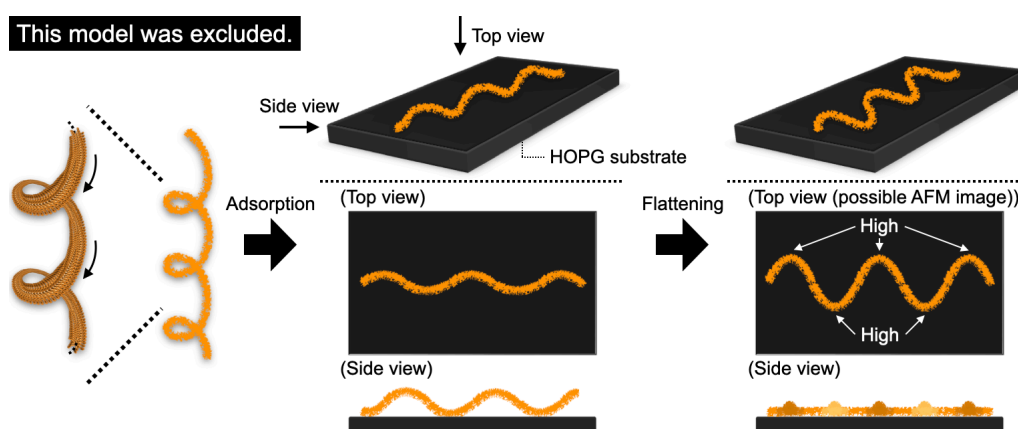 This model was excluded.
Top view
Side view
HOPG substrate
Adsorption
(Top view)
(Side view)
Flattening
(Top view (possible AFM image))
High
High
(Side view)